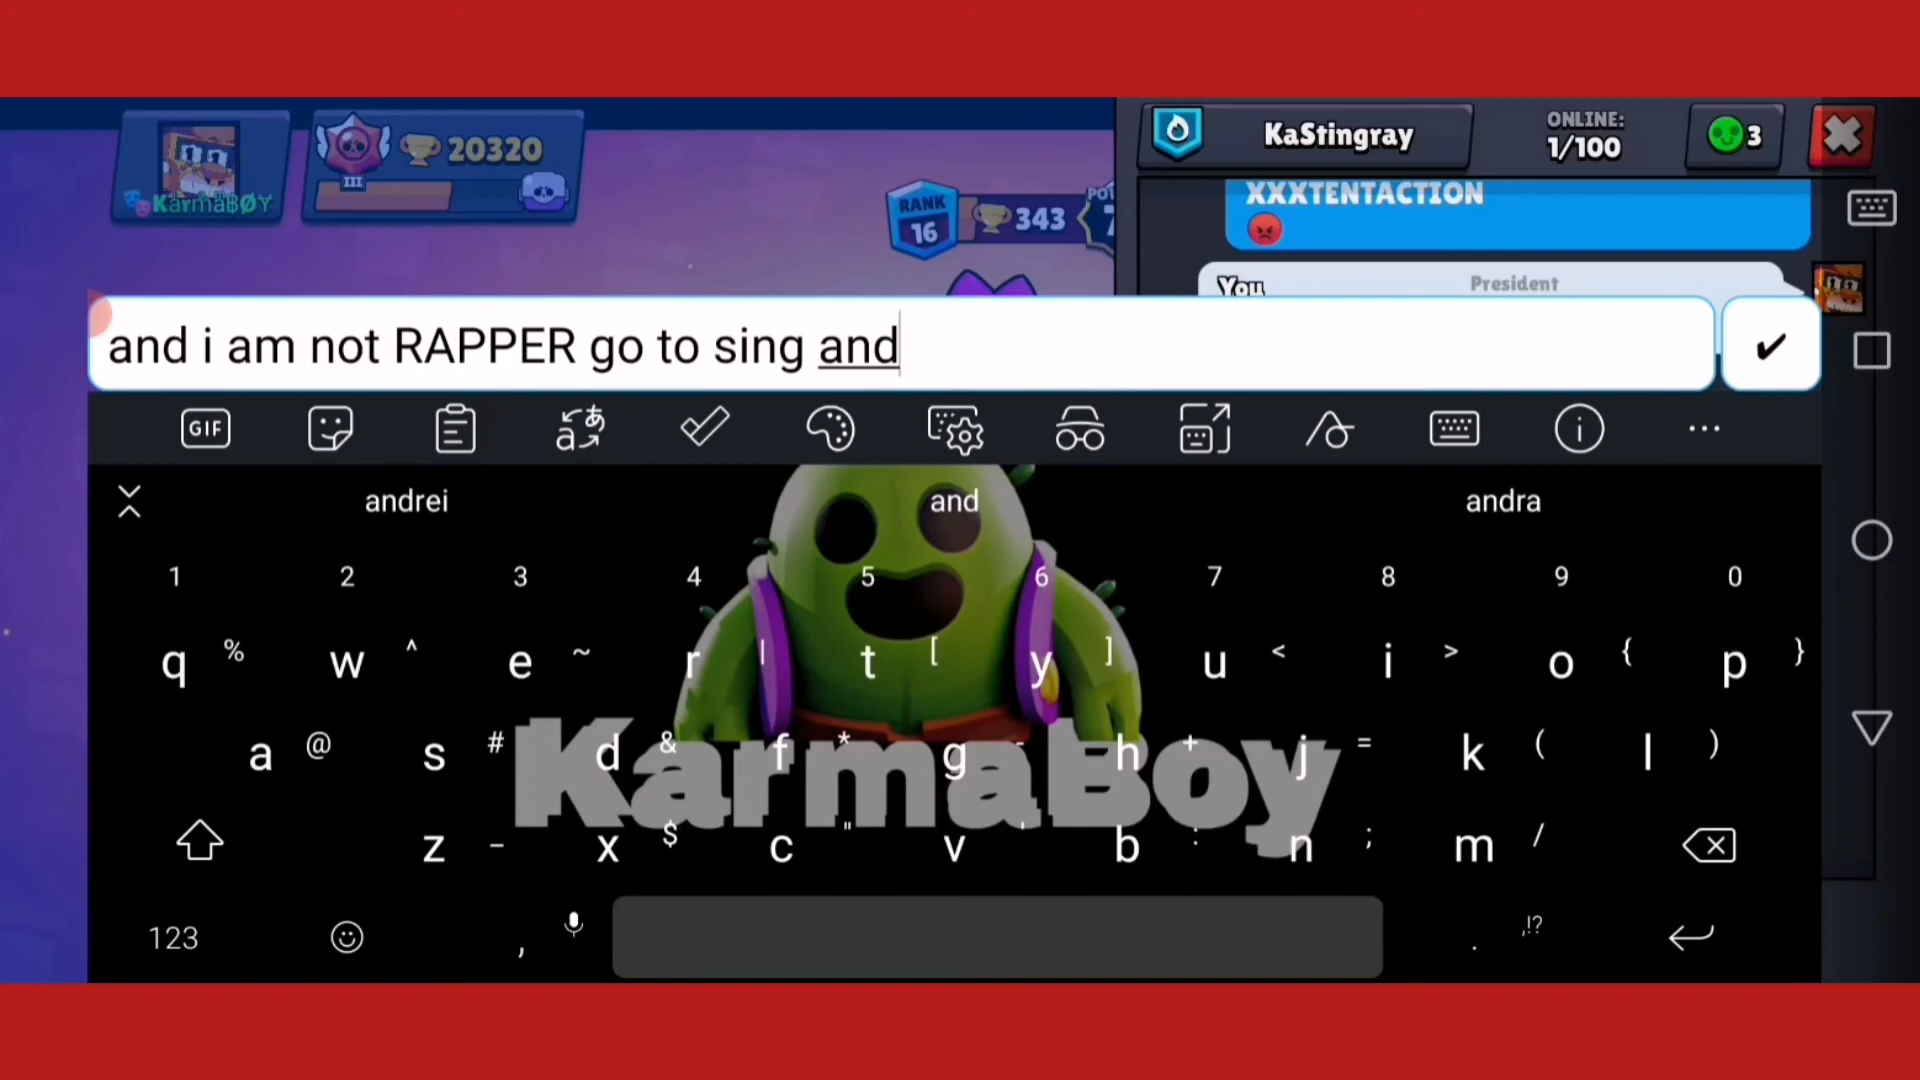 KarmaBØY
III
20320
RANK
16
343
KaStingray
ONLINE:
1/100
3
XXXTENTACTION
You
President
and i am not RAPPER go to sing and
✔
GIF
andrei and andra
1 2 3 4 5 6 7 8 9 0
q % w ^ e ~ r | t [ y ] u < i > o { p }
a @ s # d & f * g - h + j = k ( l )
KarmaBoy
z _ x $ c " v ' b : n ; m /
123 , . ,!?